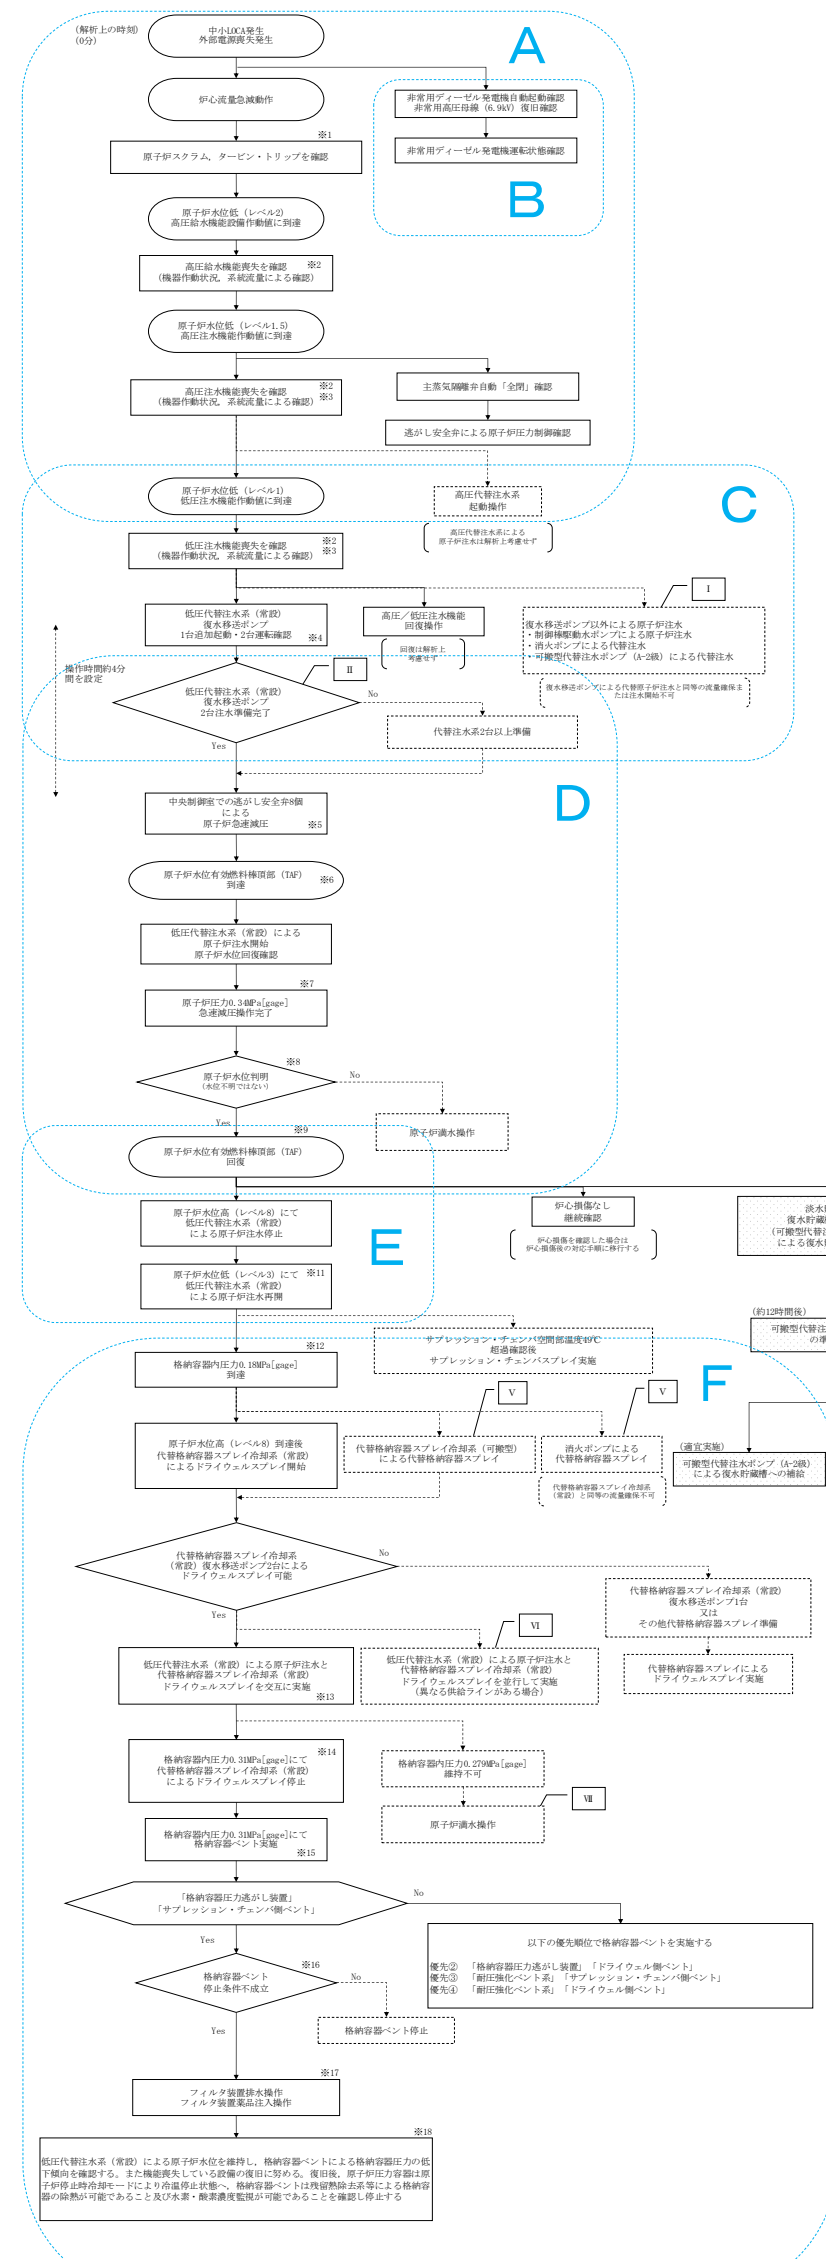 (解析上の時刻)
(0分)
中小LOCA発生
外部電源喪失発生
A
炉心流量急減動作
非常用ディーゼル発電機自動起動確認
非常用高圧母線(6.9kV)復旧確認
※1
原子炉スクラム，タービン・トリップを確認
非常用ディーゼル発電機運転状態確認
B
原子炉水位低(レベル2)
高圧給水機能設備作動値に到達
高圧給水機能喪失を確認
(機器作動状況，系統流量による確認)
※2
原子炉水位低(レベル1.5)
高圧注水機能作動値に到達
高圧注水機能喪失を確認
(機器作動状況，系統流量による確認)
※2
※3
主蒸気隔離弁自動「全閉」確認
逃がし安全弁による原子炉圧力制御確認
原子炉水位低(レベル1)
低圧注水機能作動値に到達
高圧代替注水系
起動操作
C
高圧代替注水系による
原子炉注水は解析上考慮せず
低圧注水機能喪失を確認
(機器作動状況，系統流量による確認)
※2
※3
I
低圧代替注水系(常設)
復水移送ポンプ
1台追加起動・2台運転確認
※4
高圧／低圧注水機能
回復操作
回復は解析上
考慮せず
復水移送ポンプ以外による原子炉注水
・制御棒駆動水ポンプによる原子炉注水
・消火ポンプによる代替注水
・可搬型代替注水ポンプ(A-2級)による代替注水
復水移送ポンプによる代替原子炉注水と同等の流量確保ま
たは注水開始不可
操作時間約4分
間を設定
II
低圧代替注水系(常設)
復水移送ポンプ
2台注水準備完了
No
Yes
代替注水系2台以上準備
D
中央制御室での逃がし安全弁8個
による
原子炉急速減圧
※5
原子炉水位有効燃料棒頂部(TAF)
到達
※6
低圧代替注水系(常設)による
原子炉注水開始
原子炉水位回復確認
※7
原子炉圧力0.34MPa[gage]
急速減圧操作完了
※8
原子炉水位判明
(水位不明ではない)
No
Yes
原子炉満水操作
※9
原子炉水位有効燃料棒頂部(TAF)
回復
炉心損傷なし
継続確認
炉心損傷を確認した場合は
炉心損傷後の対応手順に移行する
淡水
復水貯蔵
(可搬型代替
による復水
原子炉水位高(レベル8)にて
低圧代替注水系(常設)
による原子炉注水停止
E
原子炉水位低(レベル3)にて
低圧代替注水系(常設)
による原子炉注水再開
※11
(約12時間後)
可搬型代替注
の準
サプレッション・チェンバ空間部温度49℃
超過確認後
サプレッション・チェンバスプレイ実施
※12
格納容器内圧力0.18MPa[gage]
到達
F
V
V
原子炉水位高(レベル8)到達後
代替格納容器スプレイ冷却系(常設)
によるドライウェルスプレイ開始
代替格納容器スプレイ冷却系(可搬型)
による代替格納容器スプレイ
消火ポンプによる
代替格納容器スプレイ
代替格納容器スプレイ冷却系
(常設)と同等の流量確保不可
(適宜実施)
可搬型代替注水ポンプ(A-2級)
による復水貯蔵槽への補給
代替格納容器スプレイ冷却系
(常設)復水移送ポンプ2台による
ドライウェルスプレイ可能
No
Yes
代替格納容器スプレイ冷却系(常設)
復水移送ポンプ1台
又は
その他代替格納容器スプレイ準備
代替格納容器スプレイによる
ドライウェルスプレイ実施
VI
低圧代替注水系(常設)による原子炉注水と
代替格納容器スプレイ冷却系(常設)
ドライウェルスプレイを交互に実施
※13
低圧代替注水系(常設)による原子炉注水と
代替格納容器スプレイ冷却系(常設)
ドライウェルスプレイを並行して実施
(異なる供給ラインがある場合)
格納容器内圧力0.31MPa[gage]にて
代替格納容器スプレイ冷却系(常設)
によるドライウェルスプレイ停止
※14
格納容器内圧力0.279MPa[gage]
維持不可
VII
原子炉満水操作
格納容器内圧力0.31MPa[gage]にて
格納容器ベント実施
※15
「格納容器圧力逃がし装置」
「サプレッション・チェンバ側ベント」
No
Yes
以下の優先順位で格納容器ベントを実施する
優先② 「格納容器圧力逃がし装置」「ドライウェル側ベント」
優先③ 「耐圧強化ベント系」「サプレッション・チェンバ側ベント」
優先④ 「耐圧強化ベント系」「ドライウェル側ベント」
※16
格納容器ベント
停止条件不成立
No
Yes
格納容器ベント停止
※17
フィルタ装置排水操作
フィルタ装置薬品注入操作
※18
低圧代替注水系(常設)による原子炉水位を維持し，格納容器ベントによる格納容器圧力の低
下傾向を確認する。また機能喪失している設備の復旧に努める。復旧後，原子炉圧力容器は原
子炉停止時冷却モードにより冷温停止状態へ，格納容器ベントは残留熱除去系等による格納容
器の除熱が可能であること及び水素・酸素濃度監視が可能であることを確認し停止する